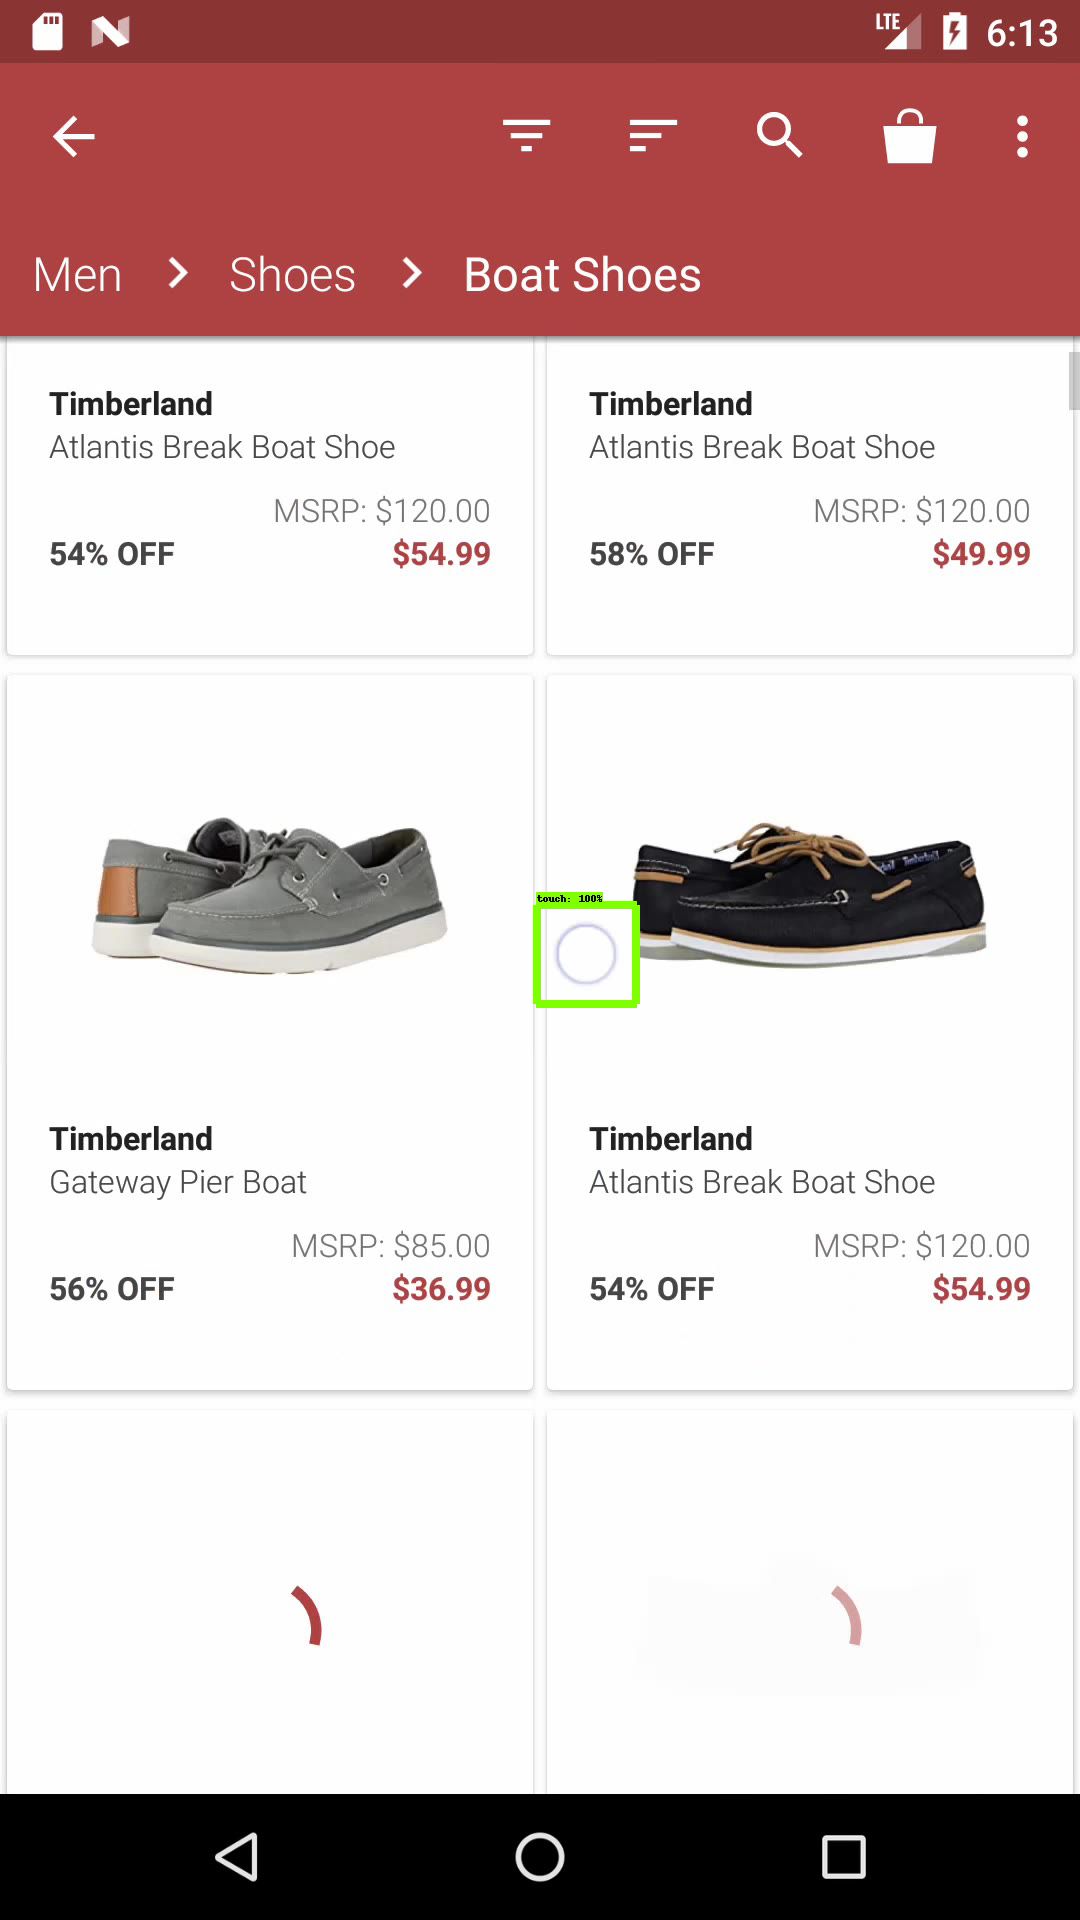 LTE 6:13
Men Shoes Boat Shoes
Timberland
Atlantis Break Boat Shoe
MSRP: $120.00
54% OFF $54.99
Timberland
Atlantis Break Boat Shoe
MSRP: $120.00
58% OFF $49.99
touch: 100%
Timberland
Timberland
Gateway Pier Boat
MSRP: $85.00
56% OFF $36.99
Timberland
Atlantis Break Boat Shoe
MSRP: $120.00
54% OFF $54.99